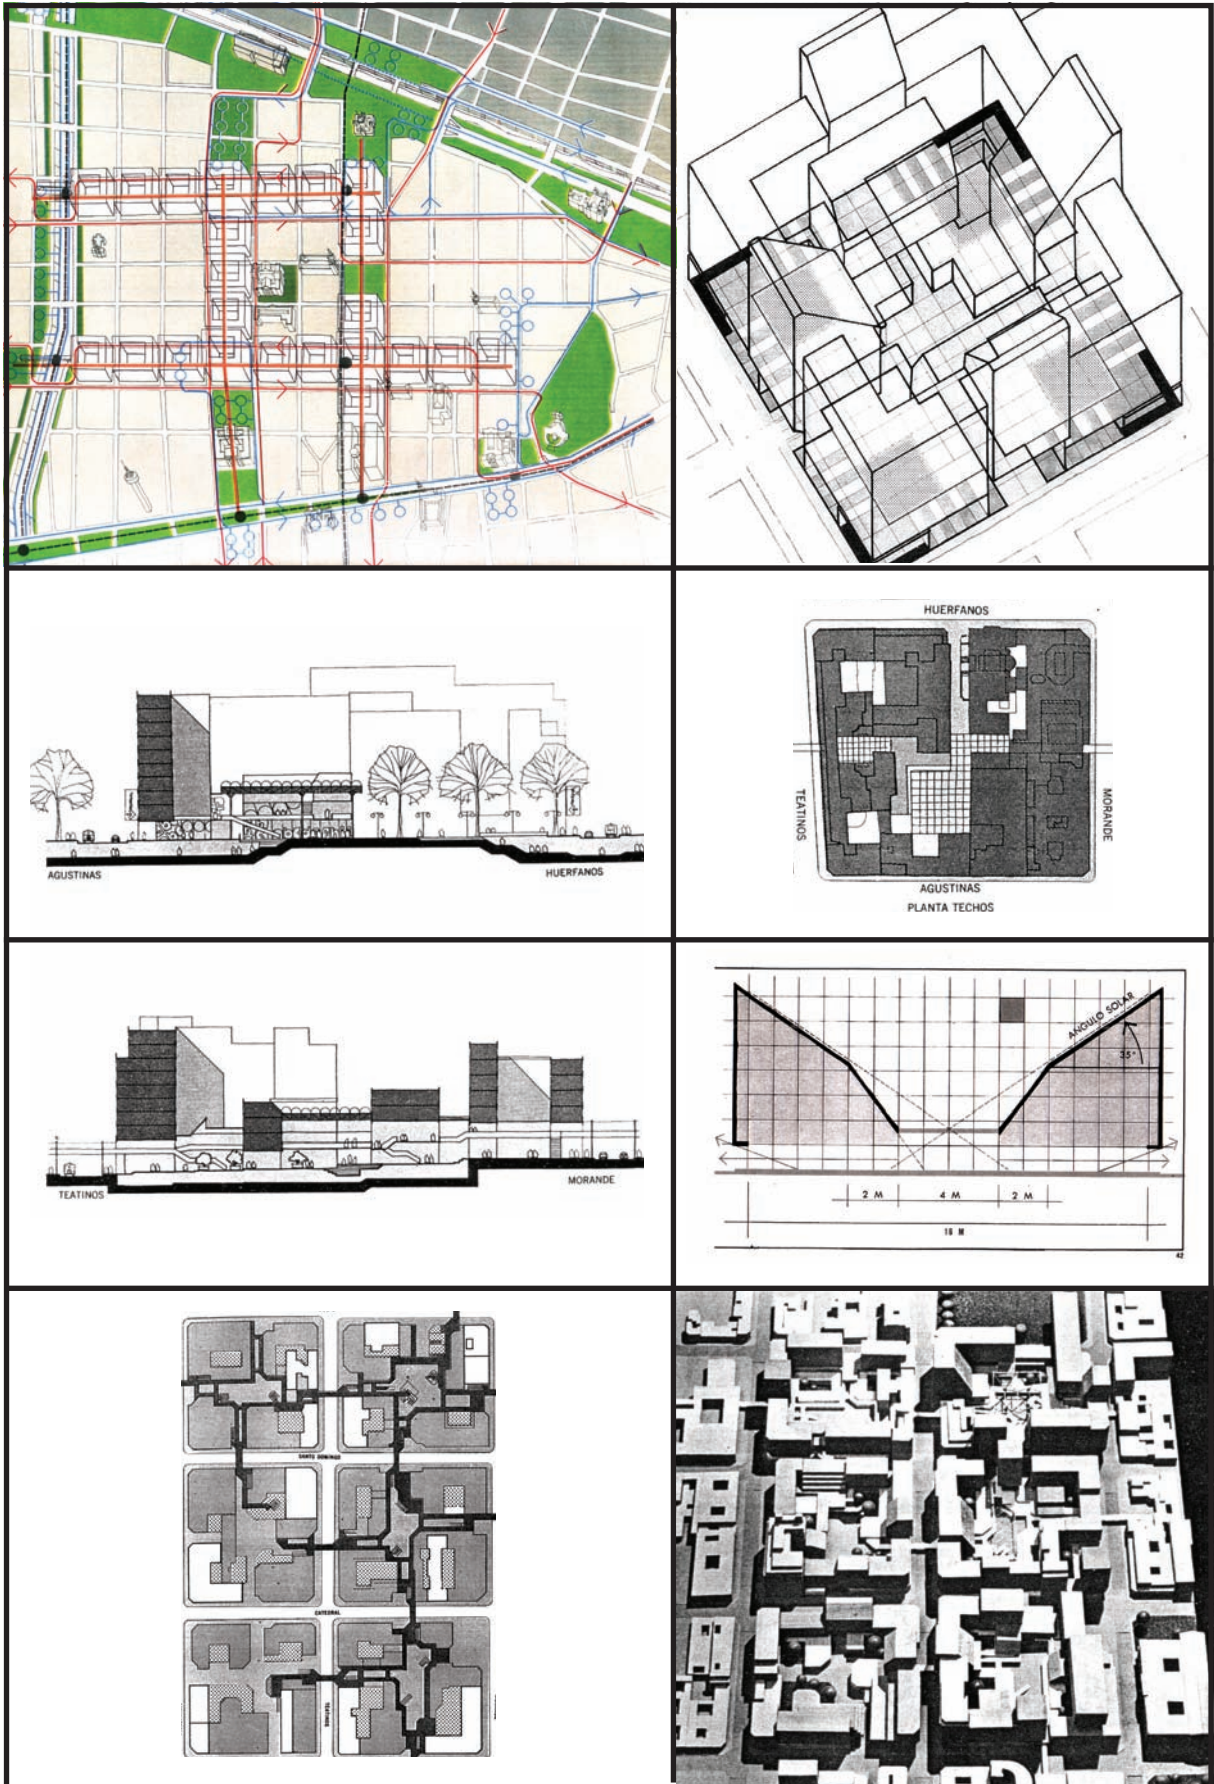 HUERFANOS
TEATINOS
MORANDE
AGUSTINAS
PLANTA TECHOS
AGUSTINAS
HUERFANOS
TEATINOS
MORANDE
ANGULO SOLAR
35°
2 M
4 M
2 M
16 M
42
SANTO DOMINGO
CATEDRAL
TEATINOS